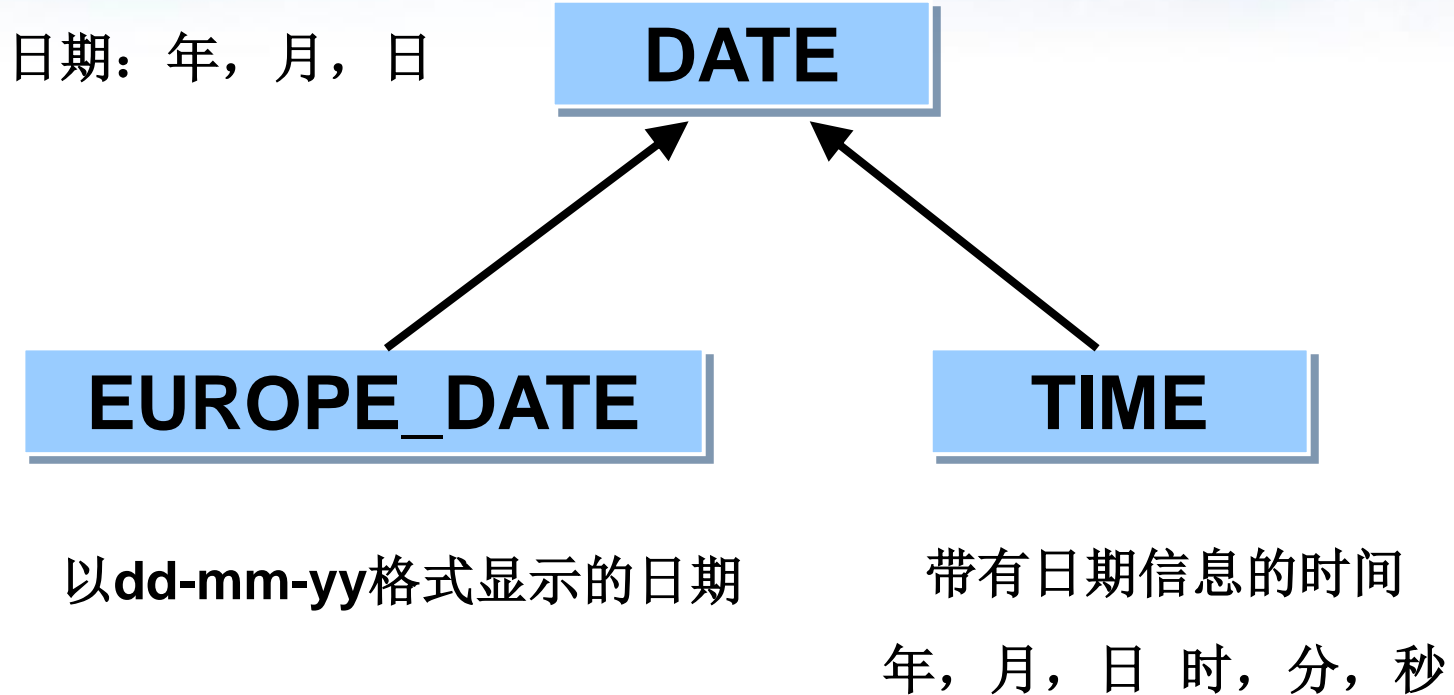 日期：年，月，日
DATE
EUROPE_DATE
TIME
以dd-mm-yy格式显示的日期
带有日期信息的时间
年，月，日 时，分，秒